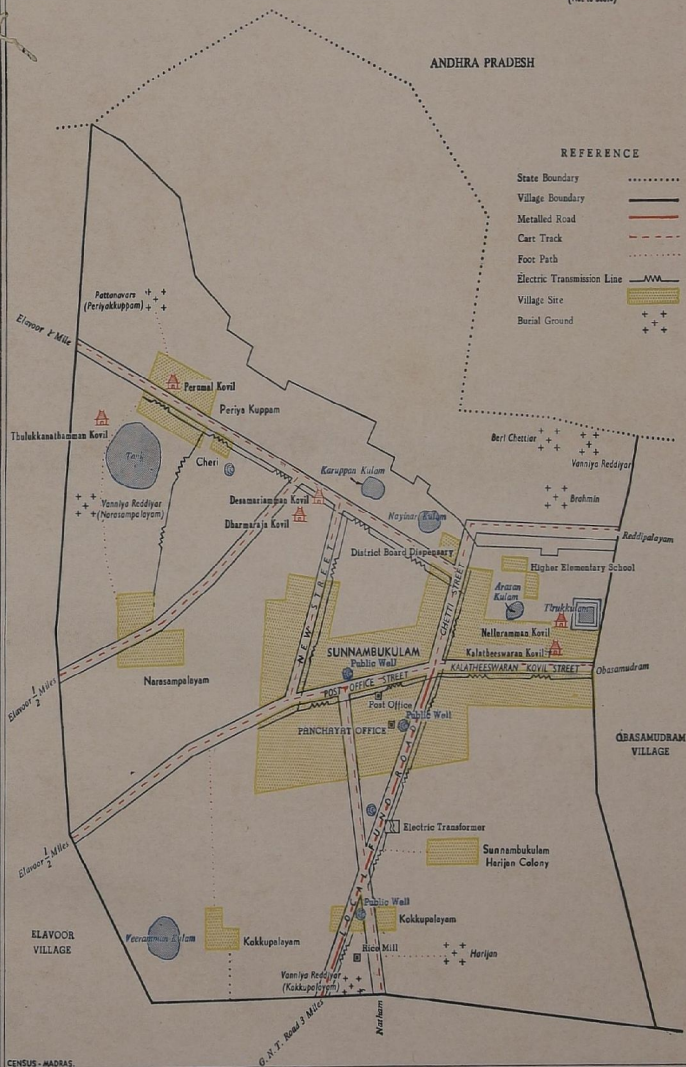 ANDHRA PRADESH
REFERENCE
State Boundary
Village Boundary
Metalled Road
Cart Track
Foot Path
Electric Transmission Line
Village Site
Burial Ground
Pattanavars
(Periyakkuppam)
Elavoor 1 Mile
Perumal Kovil
Periya Kuppam
Thulukkanathamman Kovil
Tank
Cheri
Karuppan Kulam
Beri Chettiar
Vanniya Reddiyar
Brahmin
Vanniya Reddiyar
(Narasampalayam)
Desamariamman Kovil
Dharmaraja Kovil
Nayinar Kulam
Reddipalayam
District Board Dispensary
Higher Elementary School
NEW STREET
CHETTI STREET
Arasan
Kulam
Tirukkulam
Nelloramman Kovil
SUNNAMBUKULAM
Kalatheeswaran Kovil
Public Well
KALATHEESWARAN KOVIL STREET
Obasamudram
Narasampalayam
Elavoor 1/2 Miles
POST OFFICE STREET
Post Office
Public Well
PANCHAYAT OFFICE
OBASAMUDRAM
VILLAGE
LOCAL FUND ROAD
Electric Transformer
Elavoor 1/2 Miles
Sunnambukulam
Harijan Colony
Public Well
Kokkupalayam
ELAVOOR
VILLAGE
Veeramman Kulam
Kokkupalayam
Rice Mill
Harijan
Vanniya Reddiyar
(Kokkupalayam)
G.N.T. Road 3 Miles
Natham
CENSUS - MADRAS.